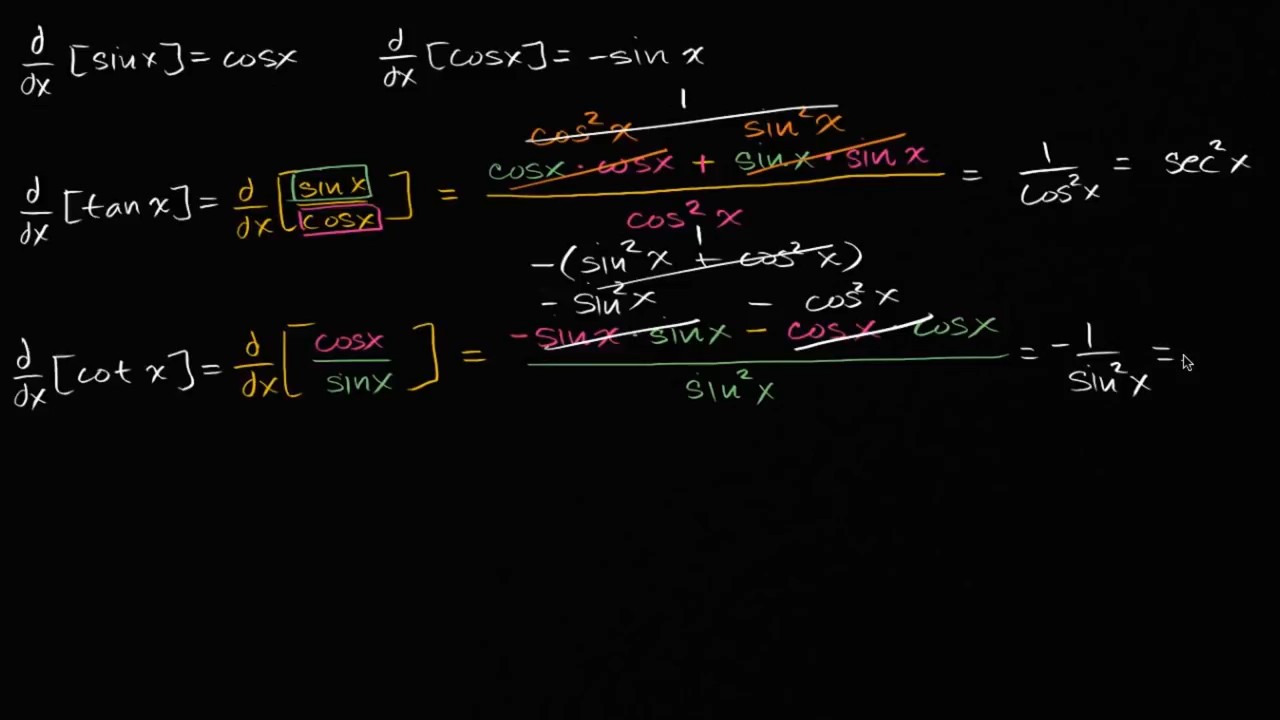 d/dx [sin x] = cos x d/dx [cos x] = -sin x
1
cos²x sin²x
d/dx [tan x] = d/dx [sin x / cos x] = (cos x · cos x + sin x · sin x) / cos²x = 1/cos²x = sec²x
1
-(sin²x + cos²x)
- sin²x - cos²x
d/dx [cot x] = d/dx [cos x / sin x] = (-sin x · sin x - cos x · cos x) / sin²x = -1/sin²x =